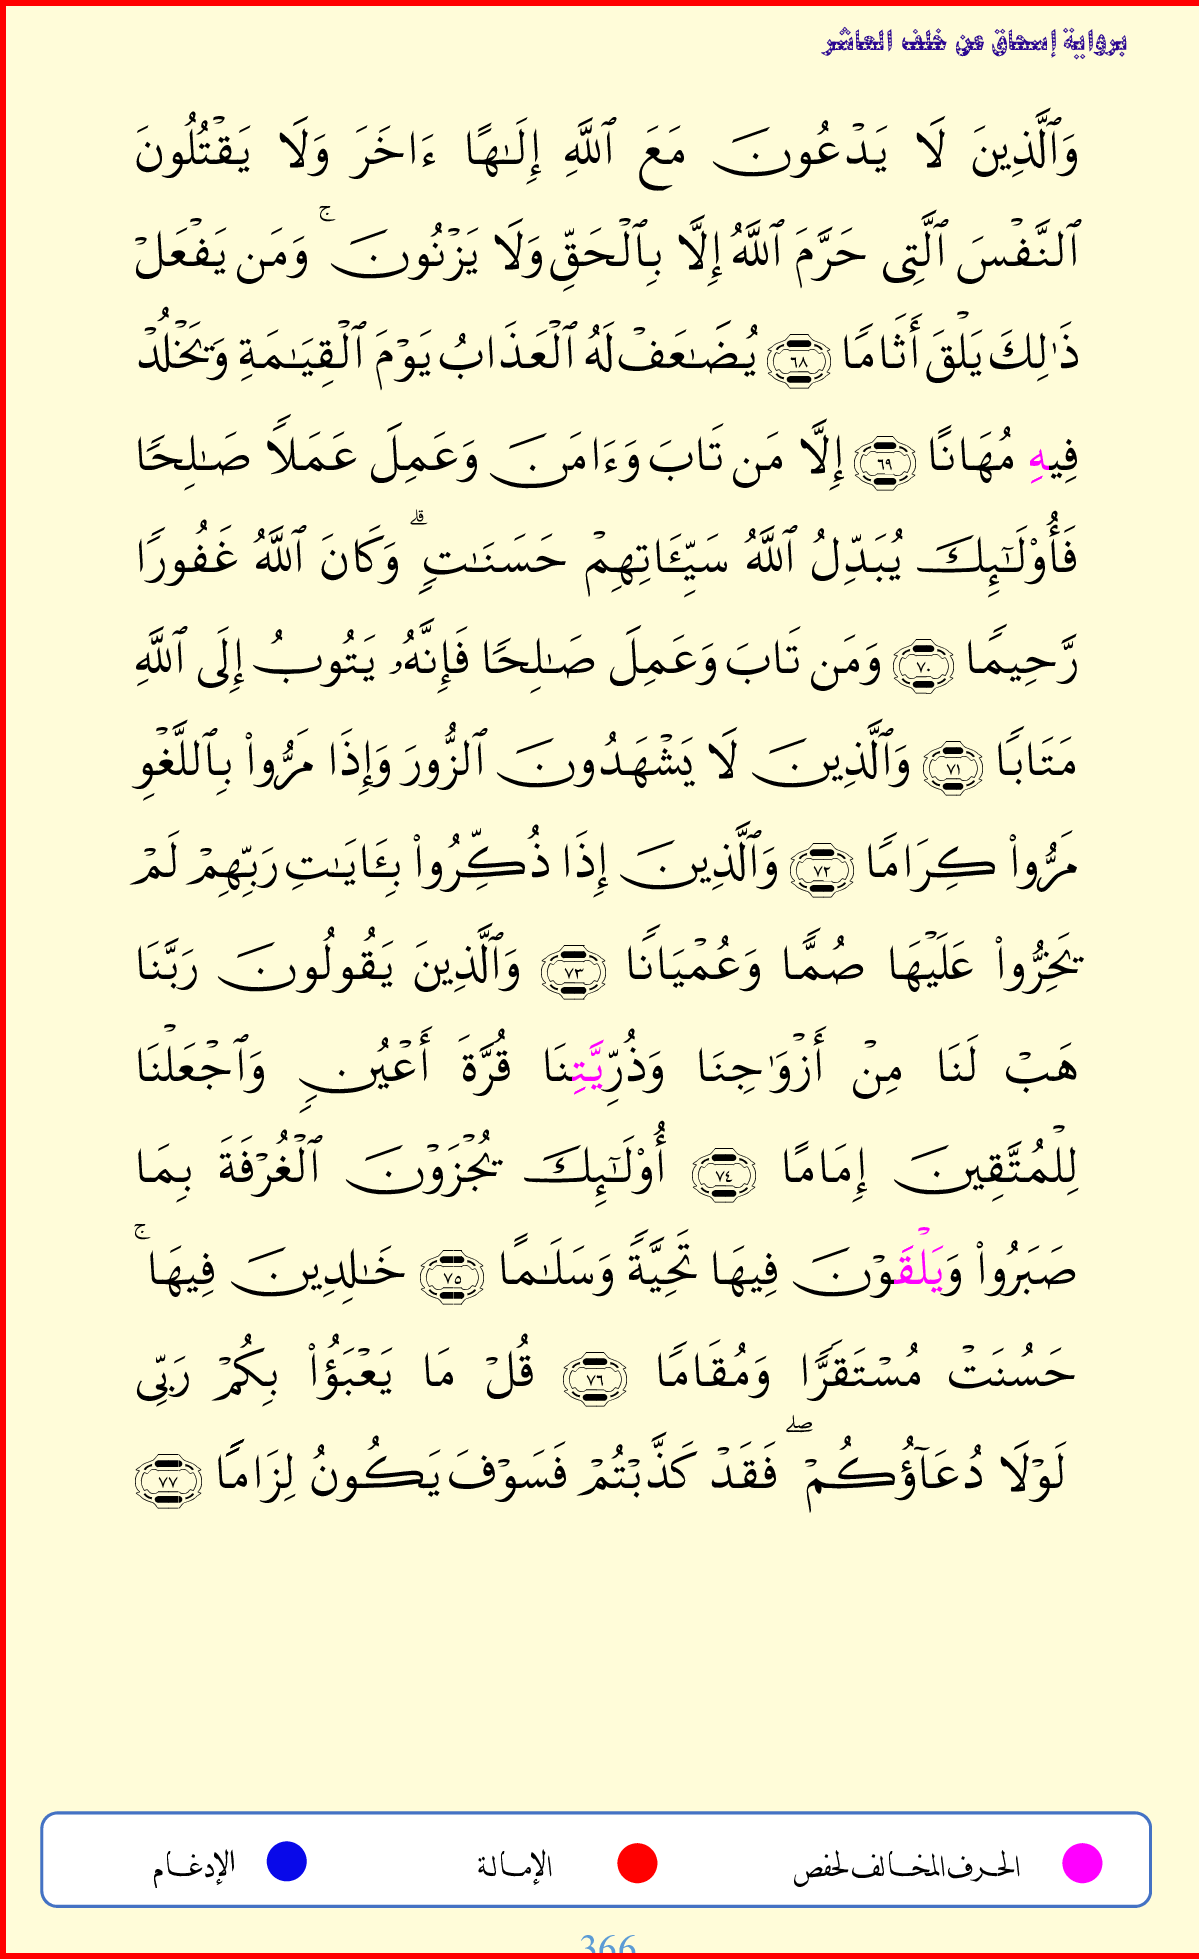 برواية إسحاق عن خلف العاشر
وَٱلَّذِينَ لَا يَدۡعُونَ مَعَ ٱللَّهِ إِلَٰهًا ءَاخَرَ وَلَا يَقۡتُلُونَ
ٱلنَّفۡسَ ٱلَّتِي حَرَّمَ ٱللَّهُ إِلَّا بِٱلۡحَقِّ وَلَا يَزۡنُونَۚ وَمَن يَفۡعَلۡ
ذَٰلِكَ يَلۡقَ أَثَامٗا ٦٨ يُضَٰعَفۡ لَهُ ٱلۡعَذَابُ يَوۡمَ ٱلۡقِيَٰمَةِ وَيَخۡلُدۡ
فِيهِ مُهَانًا ٦٩ إِلَّا مَن تَابَ وَءَامَنَ وَعَمِلَ عَمَلٗا صَٰلِحٗا
فَأُوْلَٰٓئِكَ يُبَدِّلُ ٱللَّهُ سَيِّـَٔاتِهِمۡ حَسَنَٰتٖۗ وَكَانَ ٱللَّهُ غَفُورٗا
رَّحِيمٗا ٧٠ وَمَن تَابَ وَعَمِلَ صَٰلِحٗا فَإِنَّهُۥ يَتُوبُ إِلَى ٱللَّهِ
مَتَابٗا ٧١ وَٱلَّذِينَ لَا يَشۡهَدُونَ ٱلزُّورَ وَإِذَا مَرُّواْ بِٱللَّغۡوِ
مَرُّواْ كِرَامٗا ٧٢ وَٱلَّذِينَ إِذَا ذُكِّرُواْ بِـَٔايَٰتِ رَبِّهِمۡ لَمۡ
يَخِرُّواْ عَلَيۡهَا صُمّٗا وَعُمۡيَانٗا ٧٣ وَٱلَّذِينَ يَقُولُونَ رَبَّنَا
هَبۡ لَنَا مِنۡ أَزۡوَٰجِنَا وَذُرِّيَّتِنَا قُرَّةَ أَعۡيُنٖ وَٱجۡعَلۡنَا
لِلۡمُتَّقِينَ إِمَامًا ٧٤ أُوْلَٰٓئِكَ يُجۡزَوۡنَ ٱلۡغُرۡفَةَ بِمَا
صَبَرُواْ وَيَلۡقَوۡنَ فِيهَا تَحِيَّةٗ وَسَلَٰمًا ٧٥ خَٰلِدِينَ فِيهَاۚ
حَسُنَتۡ مُسۡتَقَرّٗا وَمُقَامٗا ٧٦ قُلۡ مَا يَعۡبَؤُاْ بِكُمۡ رَبِّي
لَوۡلَا دُعَآؤُكُمۡۖ فَقَدۡ كَذَّبۡتُمۡ فَسَوۡفَ يَكُونُ لِزَامَۢا ٧٧
الحرف المخالف لحفص الإمالة الإدغام
366